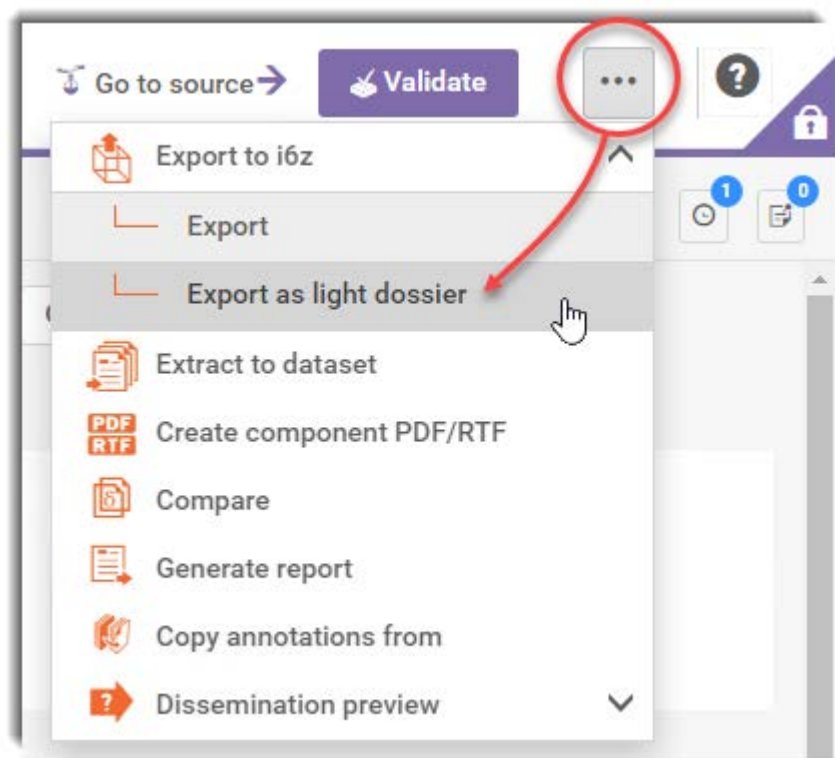 Go to source
Validate
?
1
0
Export to i6z
Export
Export as light dossier
Extract to dataset
PDF
RTF
Create component PDF/RTF
δ
Compare
Generate report
Copy annotations from
?
Dissemination preview